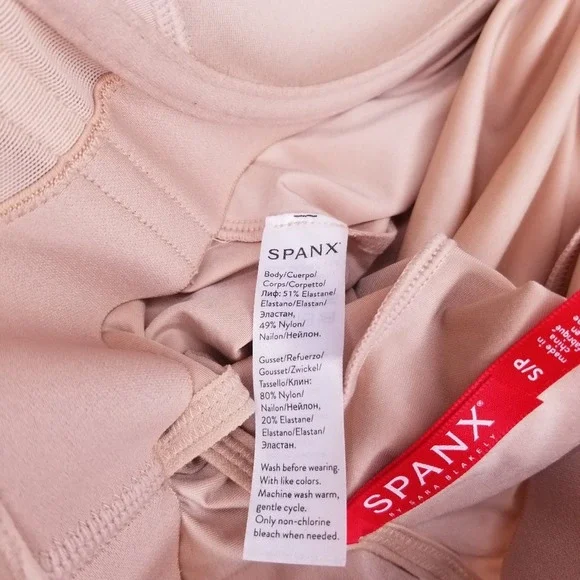 SPANX®
Body/Cuerpo/
Corps/Corpetto/
Лиф: 51% Elastane/
Elastano/Elastan/
Эластан,
49% Nylon/
Nailon/Нейлон.
Gusset/Refuerzo/
Gousset/Zwickel/
Tassello/Клин:
80% Nylon/
Nailon/Нейлон,
20% Elastane/
Elastano/Elastan/
Эластан.
Wash before wearing.
With like colors.
Machine wash warm,
gentle cycle.
Only non-chlorine
bleach when needed.
SPANX®
BY SARA BLAKELY
S/P
made in
china
fabriqué